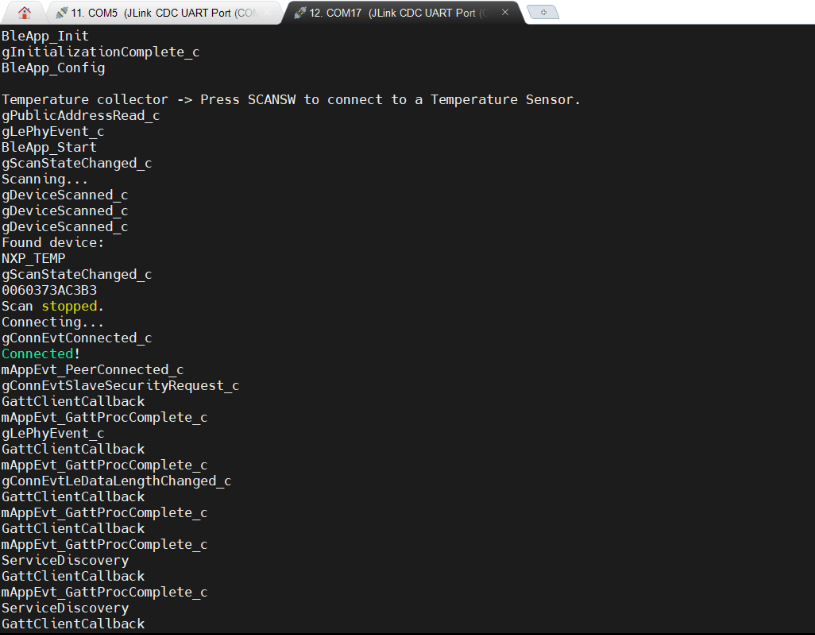 11. COM5 (JLink CDC UART Port (CO
12. COM17 (JLink CDC UART Port (
BleApp_Init
gInitializationComplete_c
BleApp_Config
Temperature collector -> Press SCANSW to connect to a Temperature Sensor.
gPublicAddressRead_c
gLePhyEvent_c
BleApp_Start
gScanStateChanged_c
Scanning...
gDeviceScanned_c
gDeviceScanned_c
gDeviceScanned_c
Found device:
NXP_TEMP
gScanStateChanged_c
0060373AC3B3
Scan stopped.
Connecting...
gConnEvtConnected_c
Connected!
mAppEvt_PeerConnected_c
gConnEvtSlaveSecurityRequest_c
GattClientCallback
mAppEvt_GattProcComplete_c
gLePhyEvent_c
GattClientCallback
mAppEvt_GattProcComplete_c
gConnEvtLeDataLengthChanged_c
GattClientCallback
mAppEvt_GattProcComplete_c
GattClientCallback
mAppEvt_GattProcComplete_c
ServiceDiscovery
GattClientCallback
mAppEvt_GattProcComplete_c
ServiceDiscovery
GattClientCallback